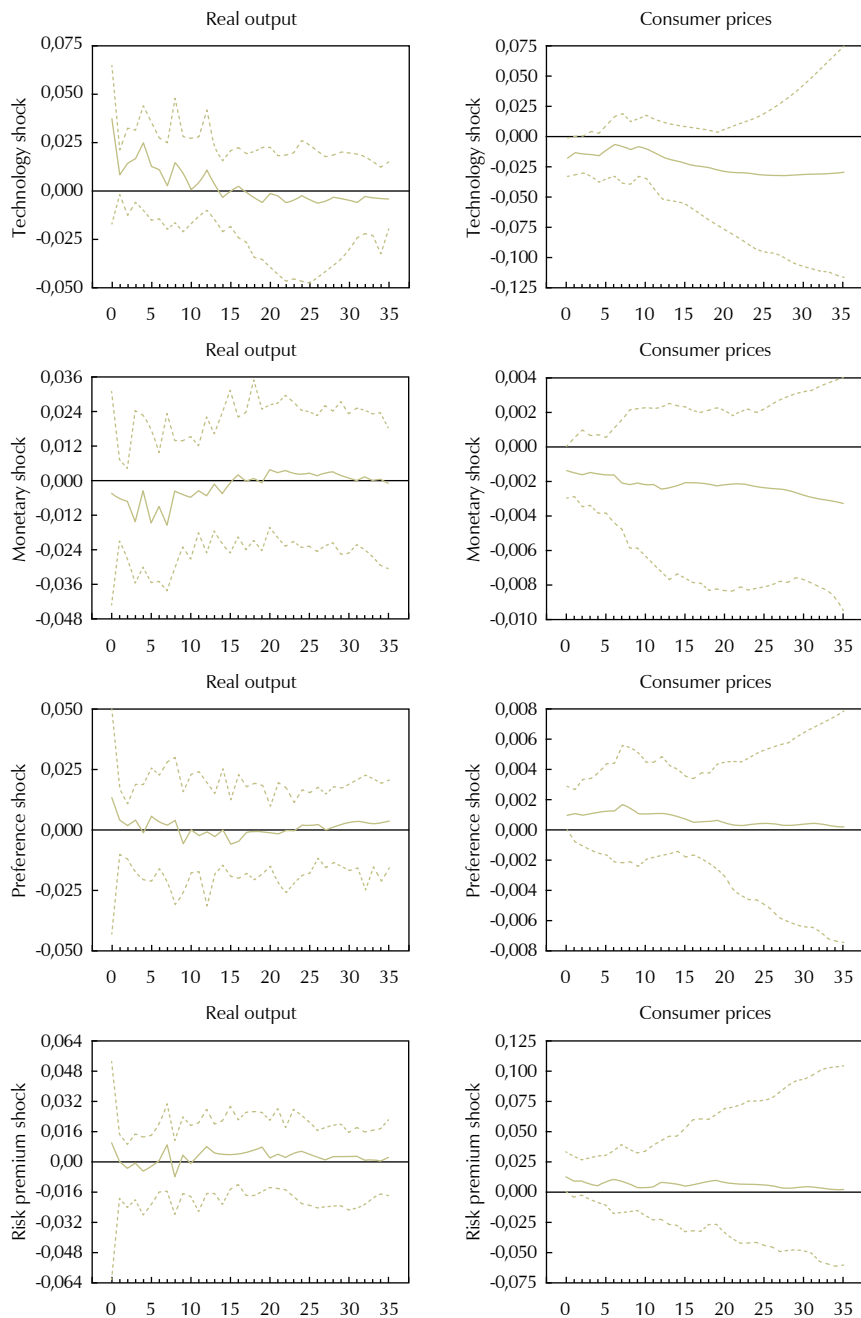 Real output
Technology shock
0,075
0,050
0,025
0,000
-0,025
-0,050
0 5 10 15 20 25 30 35
Consumer prices
Technology shock
0,075
0,050
0,025
0,000
-0,025
-0,050
-0,075
-0,100
-0,125
0 5 10 15 20 25 30 35
Real output
Monetary shock
0,036
0,024
0,012
0,000
-0,012
-0,024
-0,036
-0,048
0 5 10 15 20 25 30 35
Consumer prices
Monetary shock
0,004
0,002
0,000
-0,002
-0,004
-0,006
-0,008
-0,010
0 5 10 15 20 25 30 35
Real output
Preference shock
0,050
0,025
0,000
-0,025
-0,050
0 5 10 15 20 25 30 35
Consumer prices
Preference shock
0,008
0,006
0,004
0,002
0,000
-0,002
-0,004
-0,006
-0,008
0 5 10 15 20 25 30 35
Real output
Risk premium shock
0,064
0,048
0,032
0,016
0,00
-0,016
-0,032
-0,048
-0,064
0 5 10 15 20 25 30 35
Consumer prices
Risk premium shock
0,125
0,100
0,075
0,050
0,025
0,000
-0,025
-0,050
-0,075
0 5 10 15 20 25 30 35